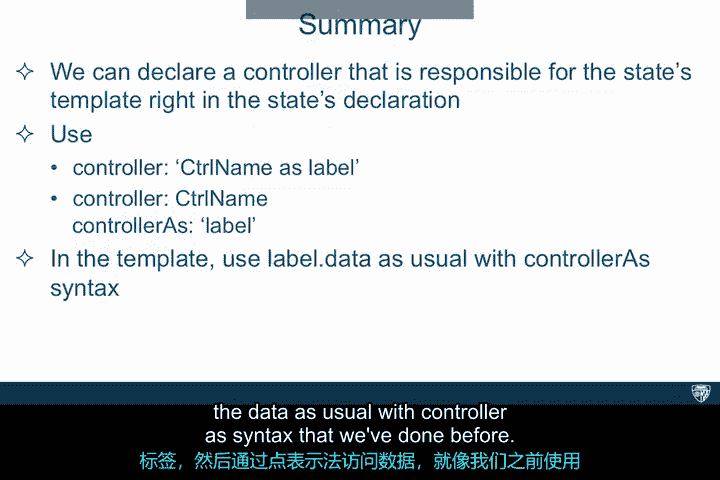 Summary
We can declare a controller that is responsible for the state's
template right in the state's declaration
Use
• controller: 'CtrlName as label'
• controller: CtrlName
controllerAs: 'label'
In the template, use label.data as usual with controllerAs
syntax
the data as usual with controller
as syntax that we've done before.
标签，然后通过点表示法访问数据，就像我们之前使用